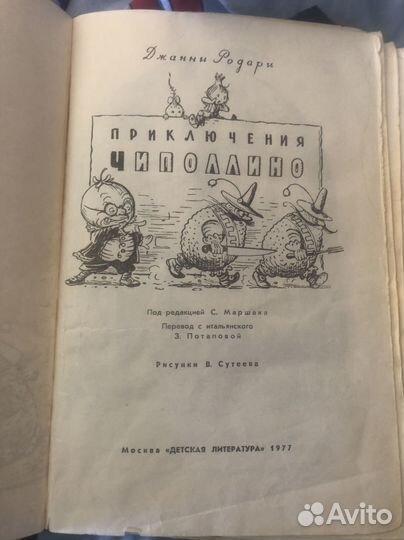 Джанни Родари
ПРИКЛЮЧЕНИЯ
ЧИПОЛЛИНО
Под редакцией С. Маршака
Перевод с итальянского
З. Потаповой
Рисунки В. Сутеева
Москва «ДЕТСКАЯ ЛИТЕРАТУРА» 1977
Avito